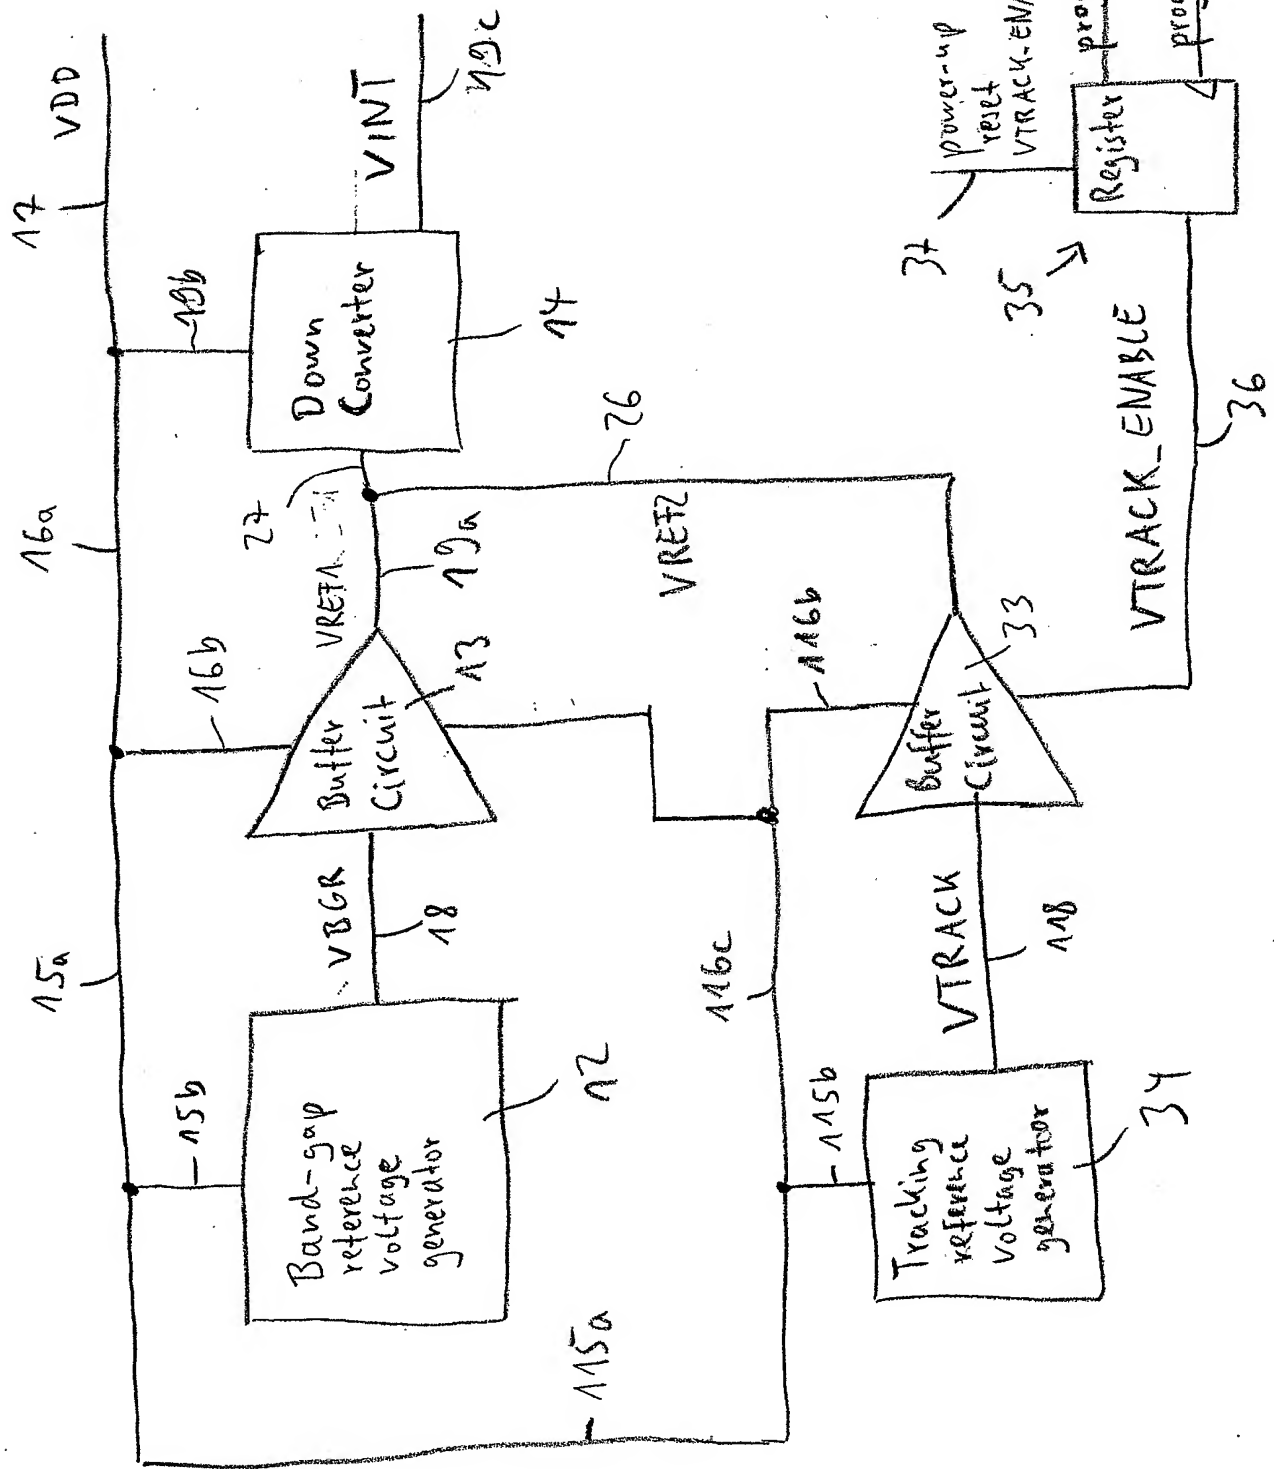 17
VDD
16a
15a
19b
16b
15b
Down
Converter
14
VINT
19c
27
VREF1
19a
Buffer
Circuit
13
VBGR
18
Band-gap
reference
voltage
generator
12
26
VREF2
116b
116c
115a
115b
Buffer
Circuit
33
VTRACK
118
Tracking
reference
voltage
generator
34
VTRACK_ENABLE
36
35
37
power-up
reset
Register